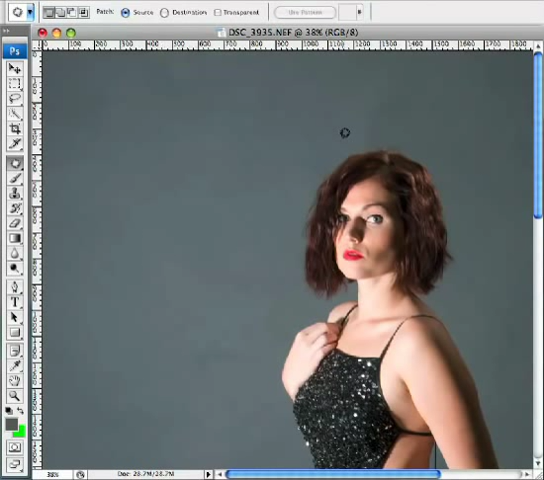 Patch: Source Destination Transparent Use Pattern
DSC_3935.NEF @ 38% (RGB/8)
Ps
T
38% Doc: 28.7M/28.7M